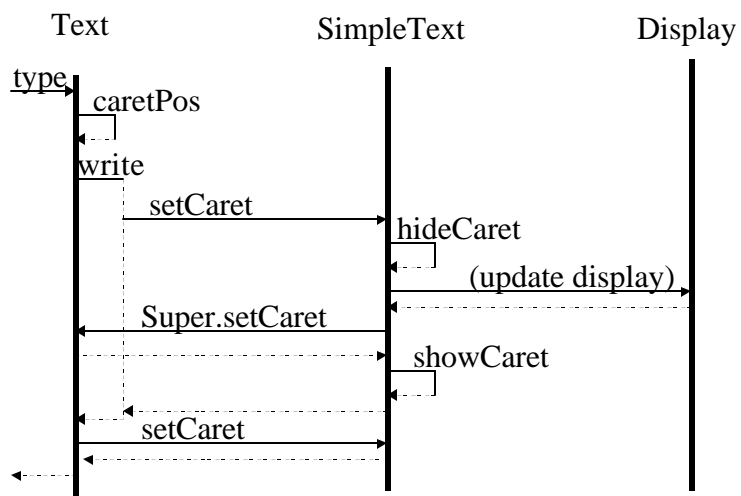 Text
SimpleText
Display
type
caretPos
write
setCaret
hideCaret
(update display)
Super.setCaret
showCaret
setCaret